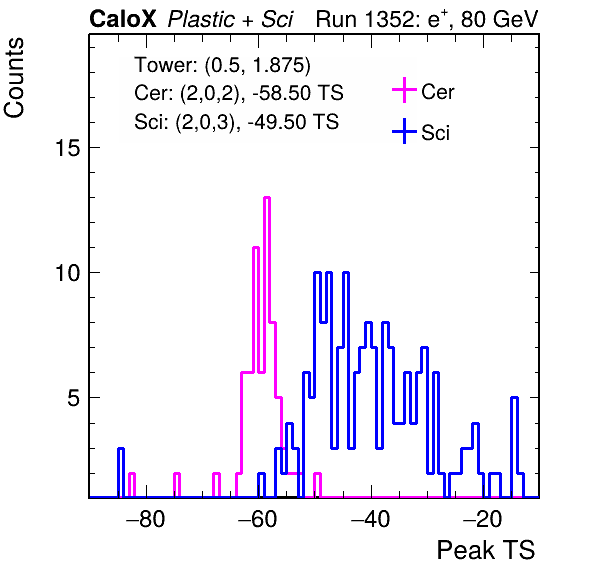 CaloX Plastic + Sci Run 1352: e+, 80 GeV
Counts
Tower: (0.5, 1.875)
Cer: (2,0,2), -58.50 TS
Sci: (2,0,3), -49.50 TS
Cer
Sci
15
10
5
−80 −60 −40 −20
Peak TS